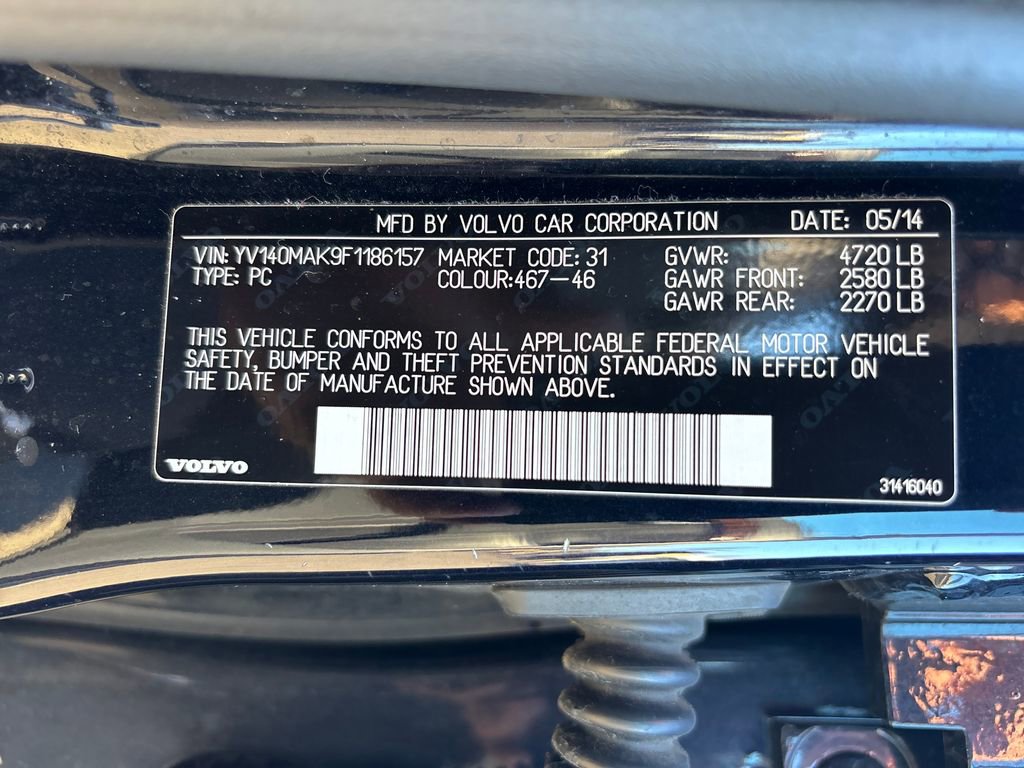 MFD BY VOLVO CAR CORPORATION DATE: 05/14
VIN: YV140MAK9F1186157 MARKET CODE: 31 GVWR: 4720 LB
TYPE: PC COLOUR:467-46 GAWR FRONT: 2580 LB
GAWR REAR: 2270 LB
THIS VEHICLE CONFORMS TO ALL APPLICABLE FEDERAL MOTOR VEHICLE
SAFETY, BUMPER AND THEFT PREVENTION STANDARDS IN EFFECT ON
THE DATE OF MANUFACTURE SHOWN ABOVE.
VOLVO
31416040